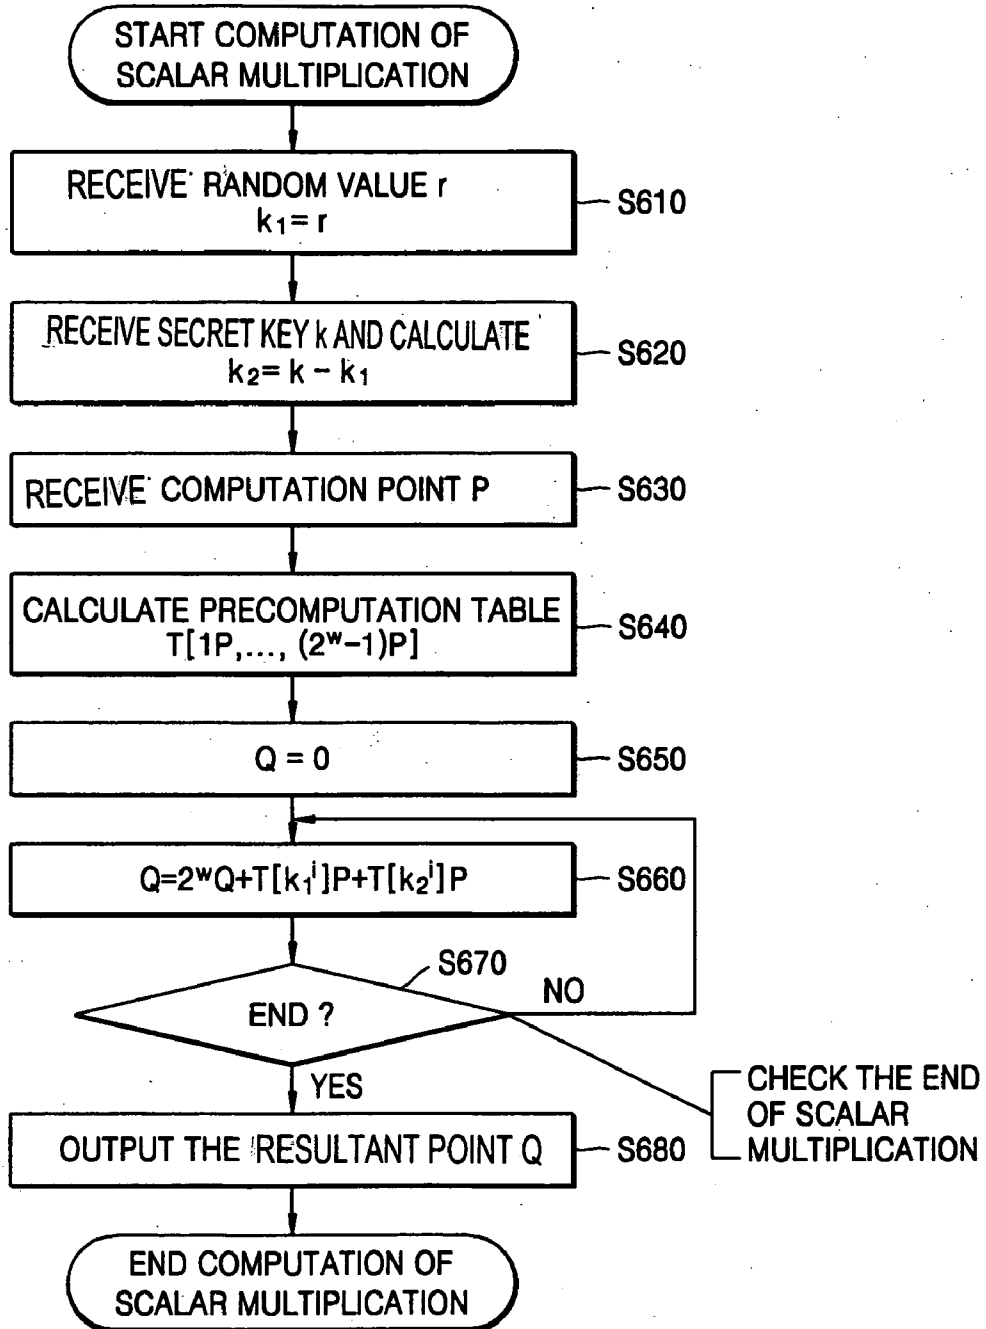 START COMPUTATION OF
SCALAR MULTIPLICATION
RECEIVE RANDOM VALUE r
k₁= r
S610
RECEIVE SECRET KEY k AND CALCULATE
k₂= k − k₁
S620
RECEIVE COMPUTATION POINT P
S630
CALCULATE PRECOMPUTATION TABLE
T[1P,..., (2ʷ−1)P]
S640
Q = 0
S650
Q=2ʷQ+T[k₁ⁱ]P+T[k₂ⁱ]P
S660
S670
END ?
NO
YES
CHECK THE END
OF SCALAR
MULTIPLICATION
OUTPUT THE RESULTANT POINT Q
S680
END COMPUTATION OF
SCALAR MULTIPLICATION